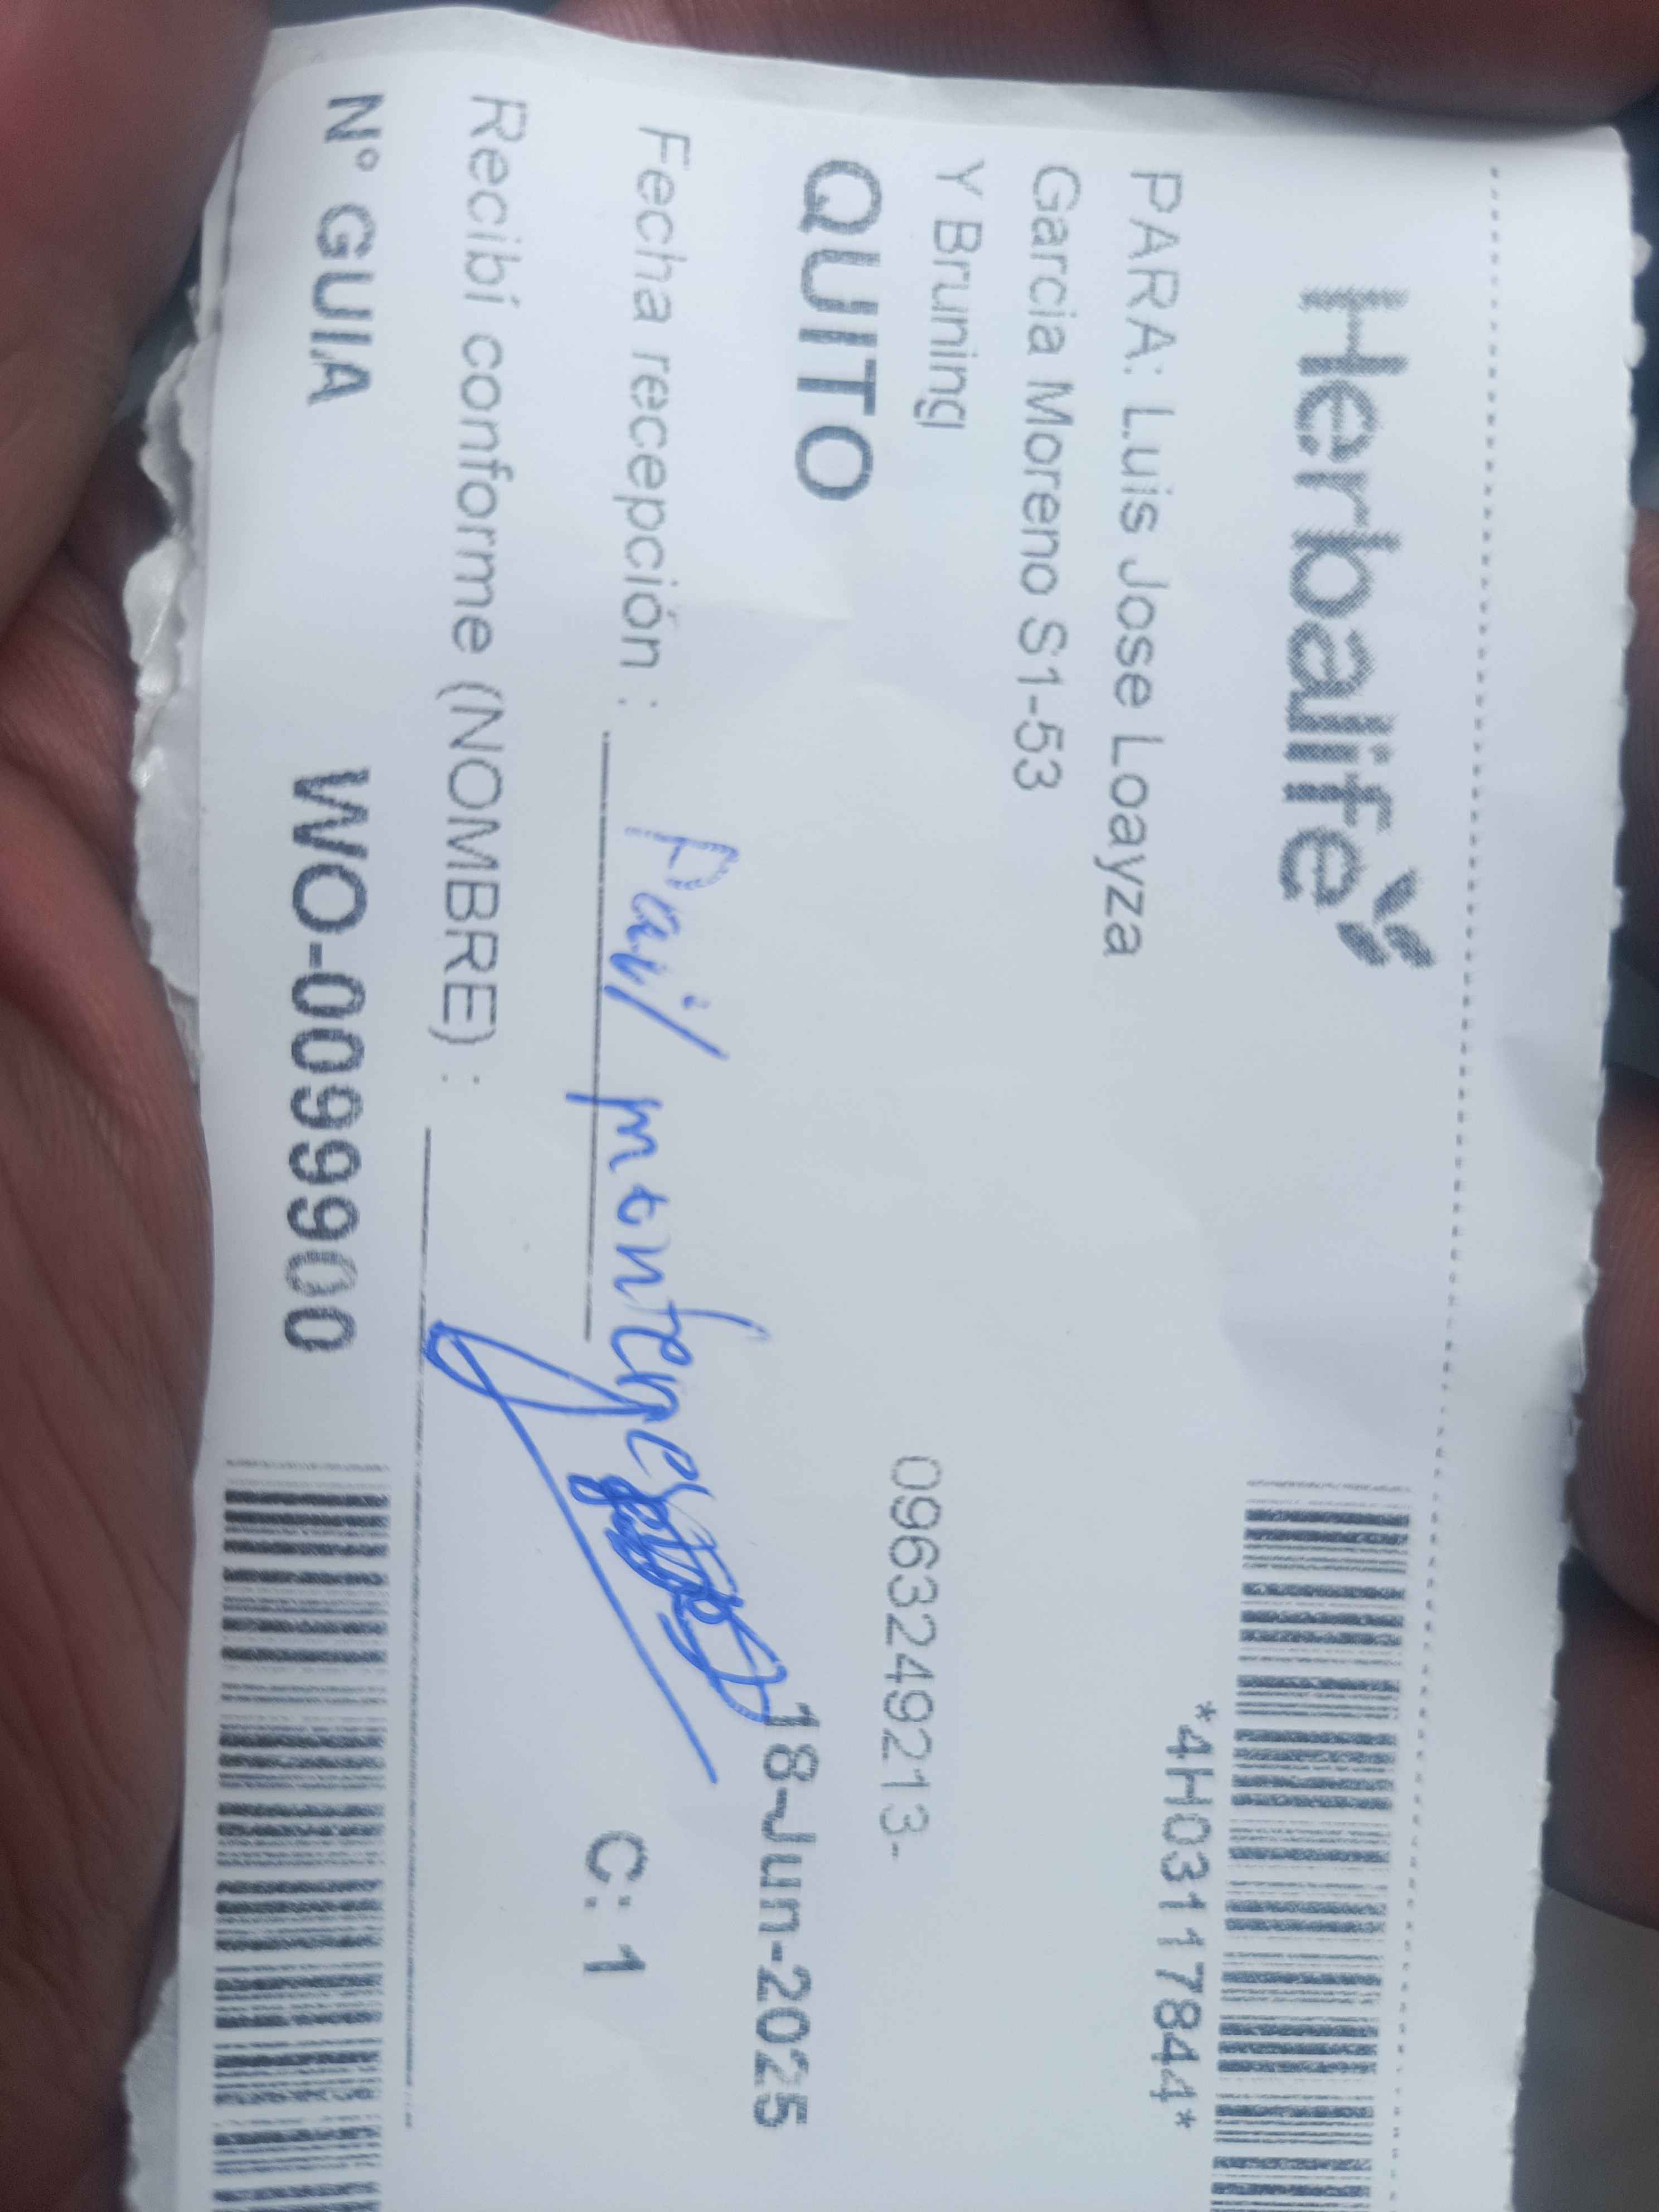 Herbalife
*4H03117844*
PARA: Luis Jose Loayza
Garcia Moreno S1-53
Y Bruning
0963249213-
QUITO
18-Jun-2025
Fecha recepción :
C: 1
Recibí conforme (NOMBRE) :
N° GUIA WO-00999900